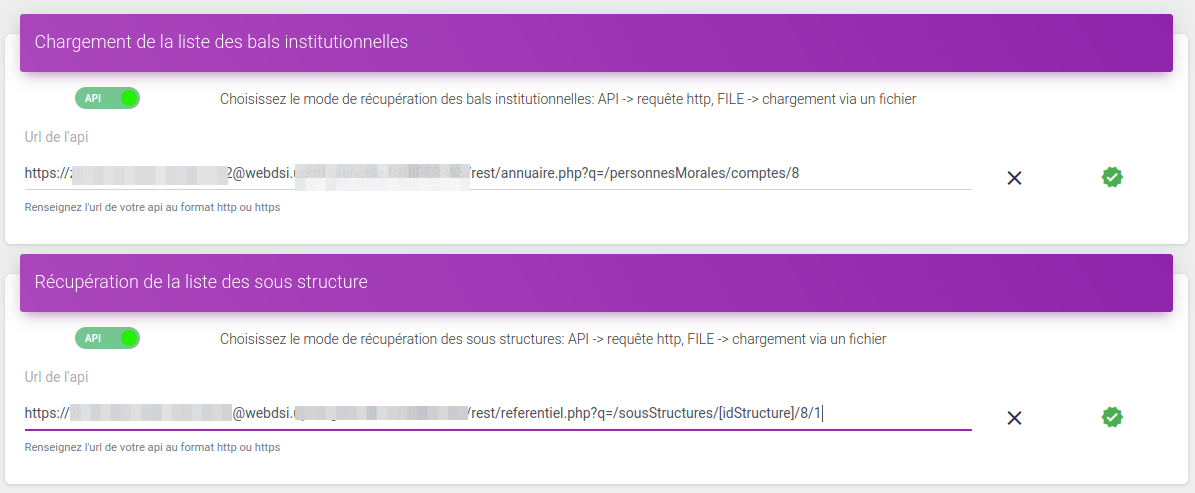 Chargement de la liste des bals institutionnelles
API
Choisissez le mode de récupération des bals institutionnelles: API -> requête http, FILE -> chargement via un fichier
Url de l'api
https:// 2@webdsi. /rest/annuaire.php?q=/personnesMorales/comptes/8
Renseignez l'url de votre api au format http ou https
Récupération de la liste des sous structure
API
Choisissez le mode de récupération des sous structures: API -> requête http, FILE -> chargement via un fichier
Url de l'api
https:// @webdsi. /rest/referentiel.php?q=/sousStructures/[idStructure]/8/1
Renseignez l'url de votre api au format http ou https